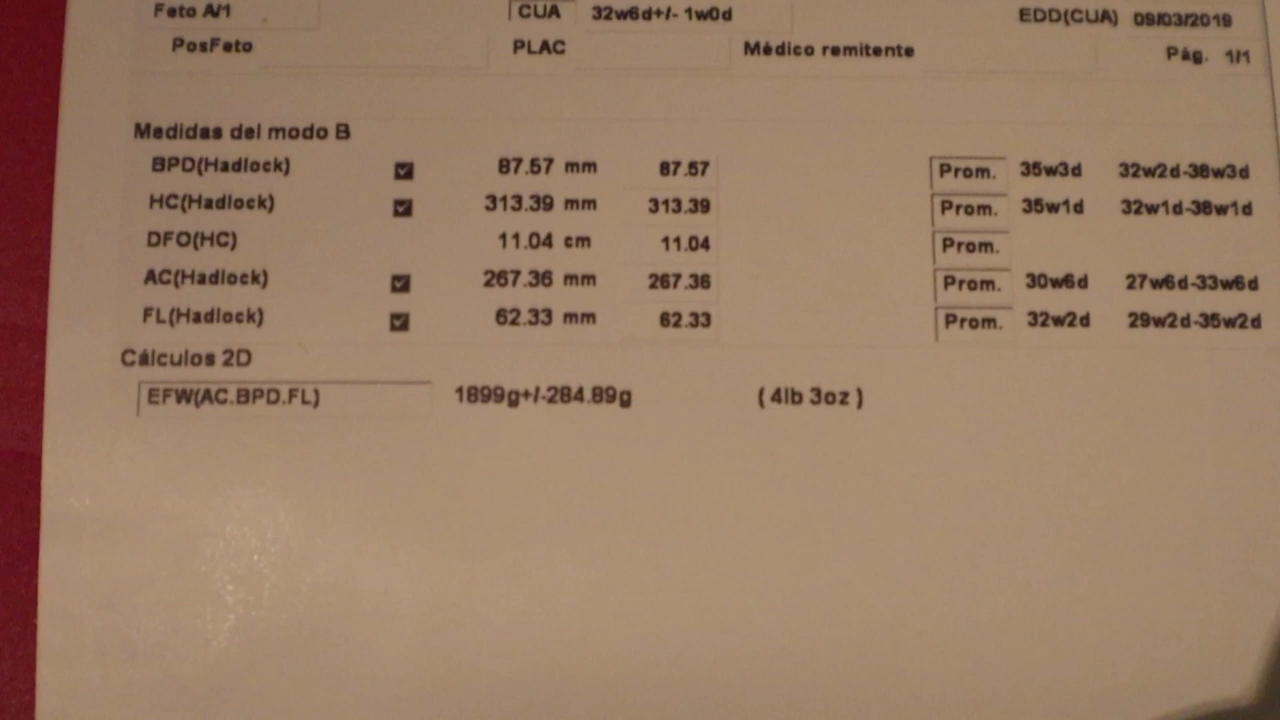 Feto A/1 CUA 32w6d+/- 1w0d EDD(CUA) 09/03/2019
PosFeto PLAC Médico remitente Pág. 1/1
Medidas del modo B
BPD(Hadlock) 87.57 mm 87.57 Prom. 35w3d 32w2d-38w3d
HC(Hadlock) 313.39 mm 313.39 Prom. 35w1d 32w1d-38w1d
DFO(HC) 11.04 cm 11.04 Prom.
AC(Hadlock) 267.36 mm 267.36 Prom. 30w6d 27w6d-33w6d
FL(Hadlock) 62.33 mm 62.33 Prom. 32w2d 29w2d-35w2d
Cálculos 2D
EFW(AC.BPD.FL) 1899g+/-284.89g ( 4lb 3oz )